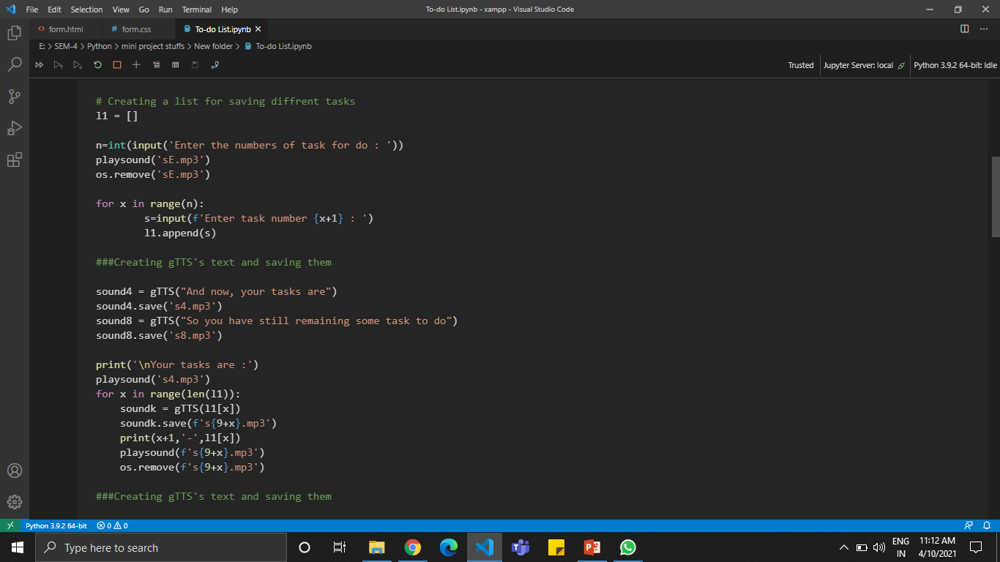 File Edit Selection View Go Run Terminal Help To-do List.ipynb - xampp - Visual Studio Code
form.html # form.css To-do List.ipynb
E: > SEM-4 > Python > mini project stuffs > New folder > To-do List.ipynb
Trusted Jupyter Server: local Python 3.9.2 64-bit: Idle
# Creating a list for saving diffrent tasks
l1 = []
n=int(input('Enter the numbers of task for do : '))
playsound('sE.mp3')
os.remove('sE.mp3')
for x in range(n):
        s=input(f'Enter task number {x+1} : ')
        l1.append(s)
###Creating gTTS's text and saving them
sound4 = gTTS("And now, your tasks are")
sound4.save('s4.mp3')
sound8 = gTTS("So you have still remaining some task to do")
sound8.save('s8.mp3')
print('\nYour tasks are :')
playsound('s4.mp3')
for x in range(len(l1)):
    soundk = gTTS(l1[x])
    soundk.save(f's{9+x}.mp3')
    print(x+1,'-',l1[x])
    playsound(f's{9+x}.mp3')
    os.remove(f's{9+x}.mp3')
###Creating gTTS's text and saving them
Python 3.9.2 64-bit 0 0
Type here to search
ENG 11:12 AM
IN 4/10/2021